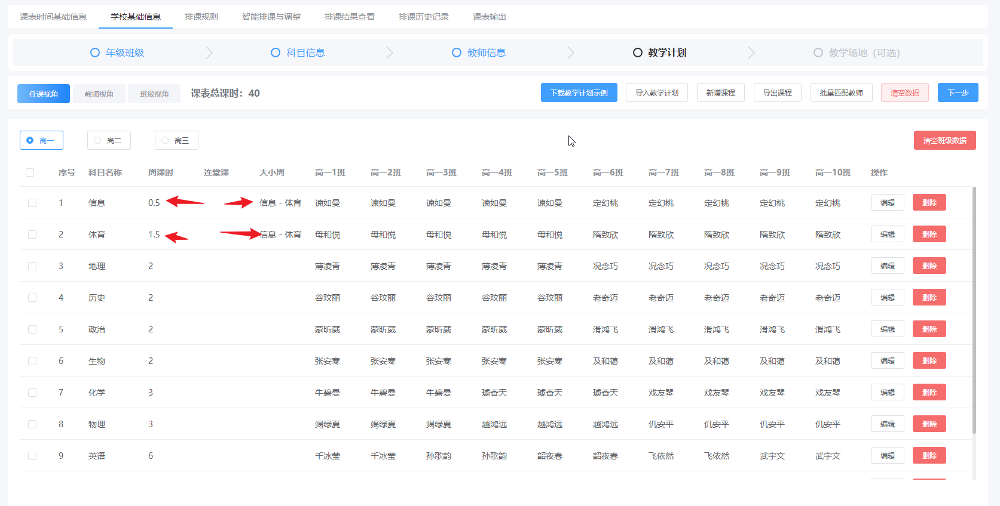 课表时间基础信息 学校基础信息 排课规则 智能排课与调整 排课结果查看 排课历史记录 课表输出
年级班级 科目信息 教师信息 教学计划 教学场地（可选）
任课视角 教师视角 班级视角 课表总课时：40 下载教学计划示例 导入教学计划 新增课程 导出课程 批量匹配教师 清空数据 下一步
高一 高二 高三 清空班级数据
序号 科目名称 周课时 连堂课 大小周 高一1班 高一2班 高一3班 高一4班 高一5班 高一6班 高一7班 高一8班 高一9班 高一10班 操作
1 信息 0.5 信息 - 体育 谏如曼 谏如曼 谏如曼 谏如曼 谏如曼 定幻桃 定幻桃 定幻桃 定幻桃 定幻桃 编辑 删除
2 体育 1.5 信息 - 体育 母和悦 母和悦 母和悦 母和悦 母和悦 隋致欣 隋致欣 隋致欣 隋致欣 隋致欣 编辑 删除
3 地理 2 薄凌青 薄凌青 薄凌青 薄凌青 薄凌青 况念巧 况念巧 况念巧 况念巧 况念巧 编辑 删除
4 历史 2 谷玟丽 谷玟丽 谷玟丽 谷玟丽 谷玟丽 老奇迈 老奇迈 老奇迈 老奇迈 老奇迈 编辑 删除
5 政治 2 蒙昕葳 蒙昕葳 蒙昕葳 蒙昕葳 蒙昕葳 滑鸿飞 滑鸿飞 滑鸿飞 滑鸿飞 滑鸿飞 编辑 删除
6 生物 2 张安寒 张安寒 张安寒 张安寒 张安寒 及和蔼 及和蔼 及和蔼 及和蔼 及和蔼 编辑 删除
7 化学 3 牛碧曼 牛碧曼 牛碧曼 璩香天 璩香天 璩香天 戏友琴 戏友琴 戏友琴 戏友琴 编辑 删除
8 物理 3 竭绿夏 竭绿夏 竭绿夏 越鸿远 越鸿远 越鸿远 仉安平 仉安平 仉安平 仉安平 编辑 删除
9 英语 6 千冰莹 千冰莹 孙歌韵 孙歌韵 韶夜春 韶夜春 飞依然 飞依然 武宇文 武宇文 编辑 删除